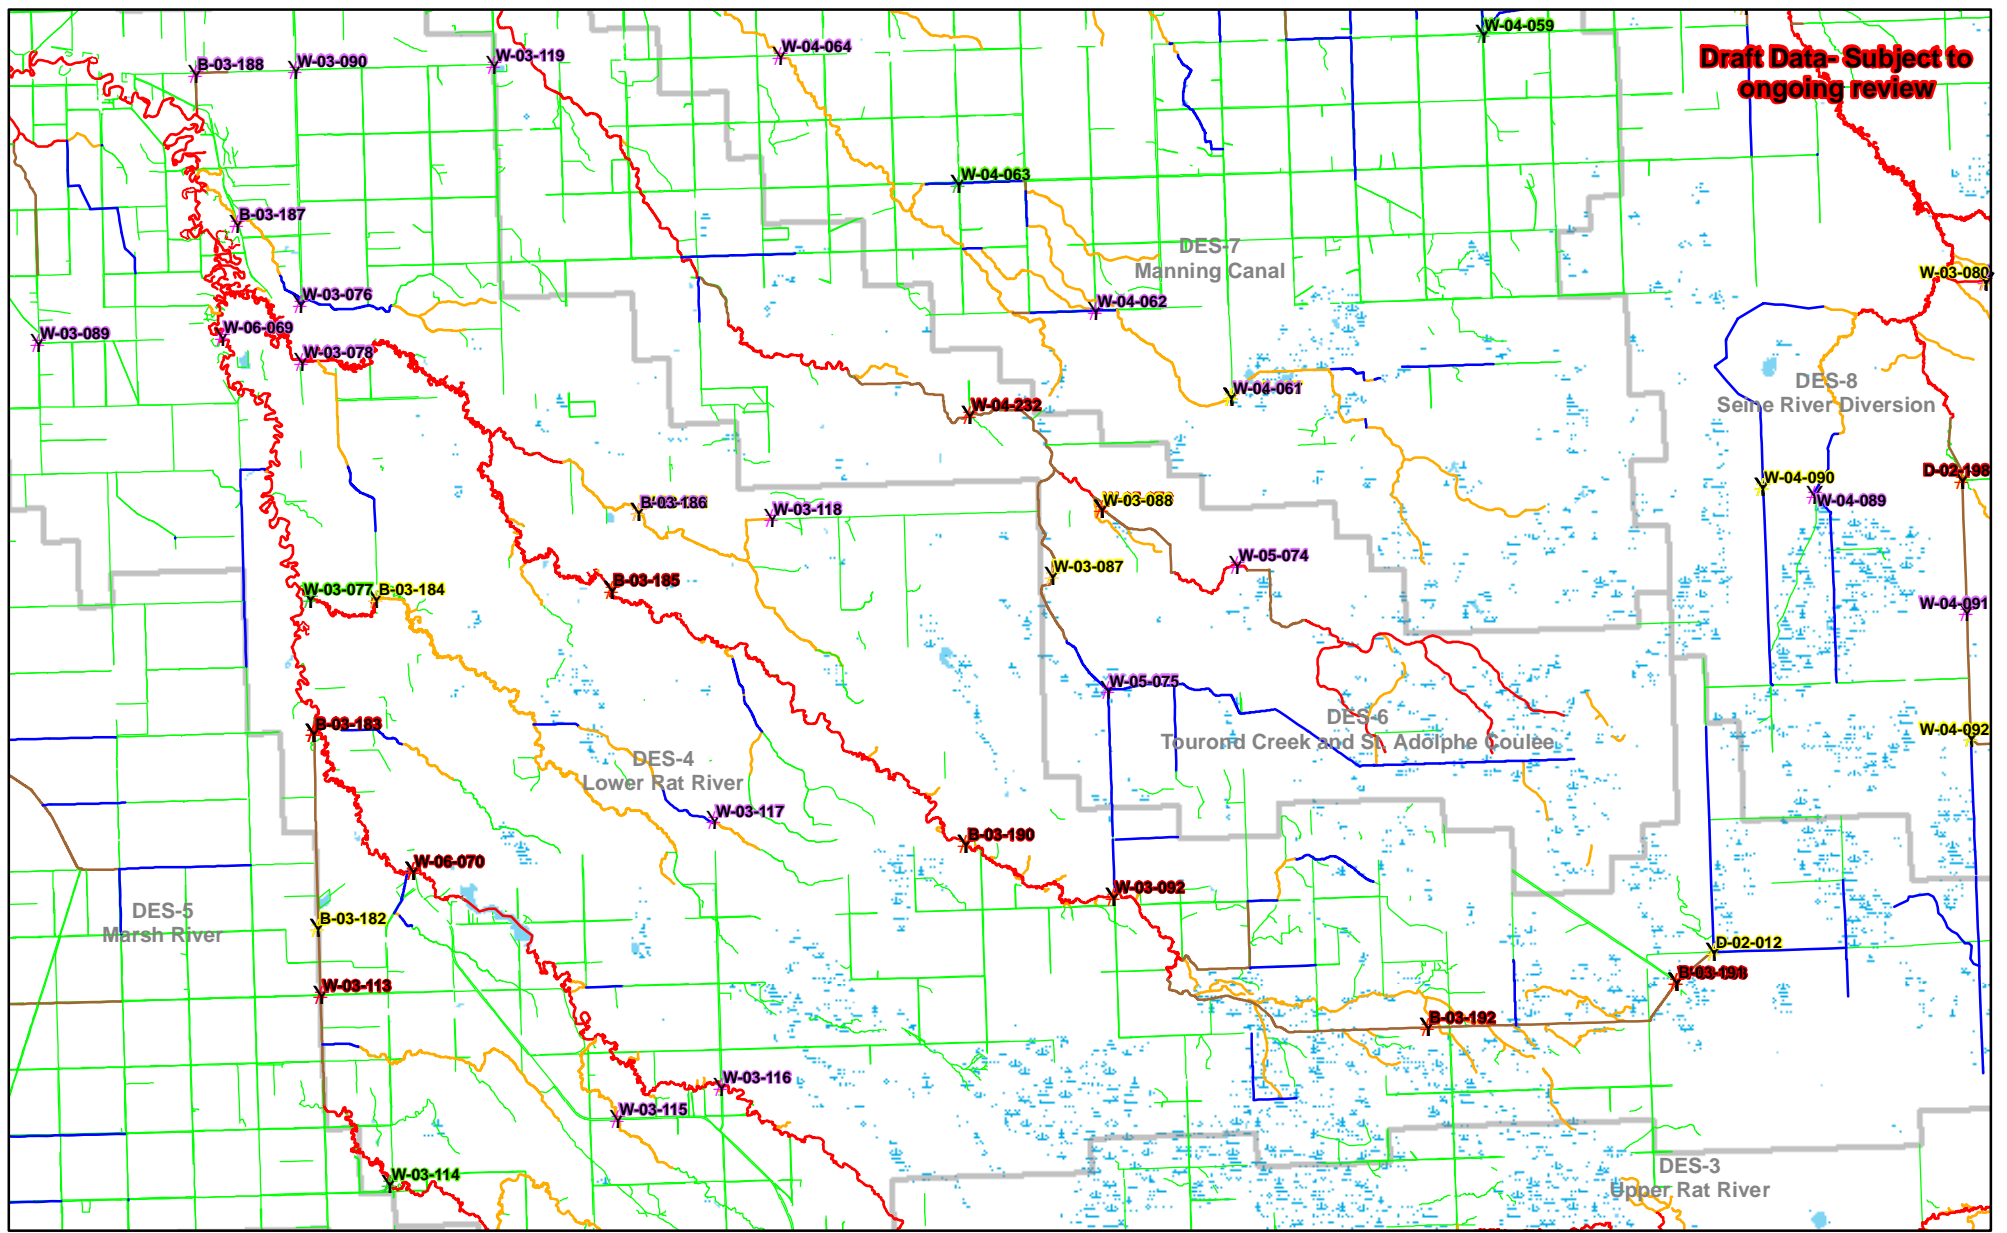 W-04-059
Draft Data- Subject to
ongoing review
W-04-064
W-03-119
W-03-090
B-03-188
W-04-063
B-03-187
DES-7
Manning Canal
W-03-080
W-03-076
W-04-062
W-06-069
W-03-089
W-03-078
W-04-061
DES-8
Seine River Diversion
W-04-232
D-02-198
W-04-090
W-04-089
B-03-186
W-03-088
W-03-118
W-05-074
W-03-087
B-03-185
W-03-077
B-03-184
W-04-091
W-05-075
B-03-183
DES-6
Tourond Creek and St. Adolphe Coulee
W-04-092
DES-4
Lower Rat River
W-03-117
B-03-190
W-06-070
W-03-092
DES-5
Marsh River
B-03-182
D-02-012
W-03-113
B-03-192
W-03-116
W-03-115
W-03-114
DES-3
Upper Rat River